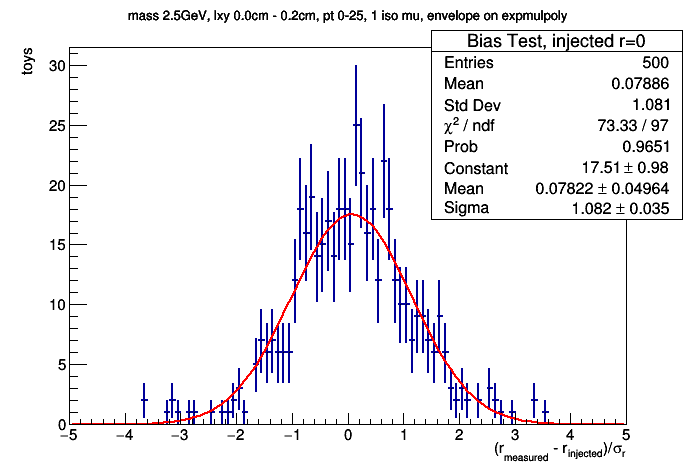 mass 2.5GeV, lxy 0.0cm - 0.2cm, pt 0-25, 1 iso mu, envelope on expmulpoly
Bias Test, injected r=0
Entries 500
Mean 0.07886
Std Dev 1.081
χ² / ndf 73.33 / 97
Prob 0.9651
Constant 17.51 ± 0.98
Mean 0.07822 ± 0.04964
Sigma 1.082 ± 0.035
toys
30
25
20
15
10
5
0
−5 −4 −3 −2 −1 0 1 2 3 4 5
(r_measured - r_injected)/σ_r